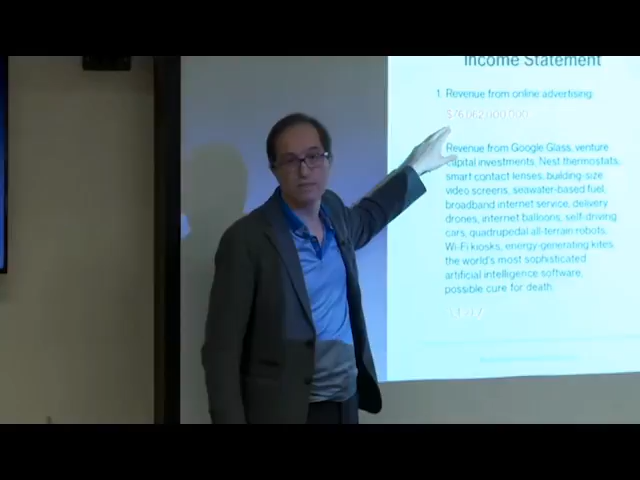 Income Statement
1. Revenue from online advertising:
$76,062,000,000
Revenue from Google Glass, venture
capital investments, Nest thermostats,
smart contact lenses, building-size
video screens, seawater-based fuel,
broadband internet service, delivery
drones, internet balloons, self-driving
cars, quadrupedal all-terrain robots,
Wi-Fi kiosks, energy-generating kites,
the world's most sophisticated
artificial intelligence software,
possible cure for death: